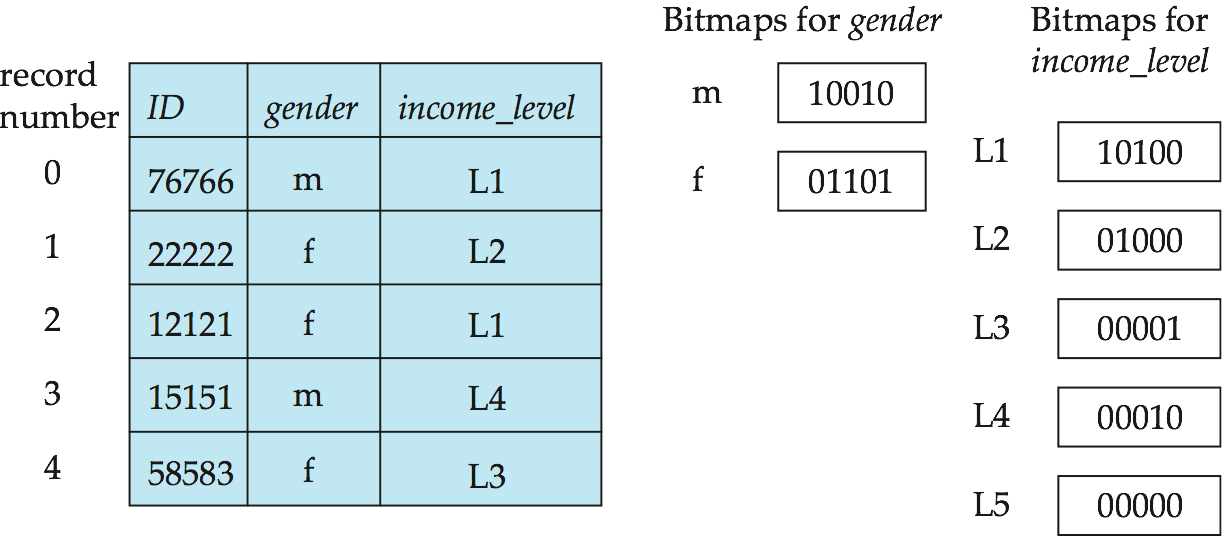 record
number
ID gender income_level
0 76766 m L1
1 22222 f L2
2 12121 f L1
3 15151 m L4
4 58583 f L3
Bitmaps for gender
m 10010
f 01101
Bitmaps for
income_level
L1 10100
L2 01000
L3 00001
L4 00010
L5 00000